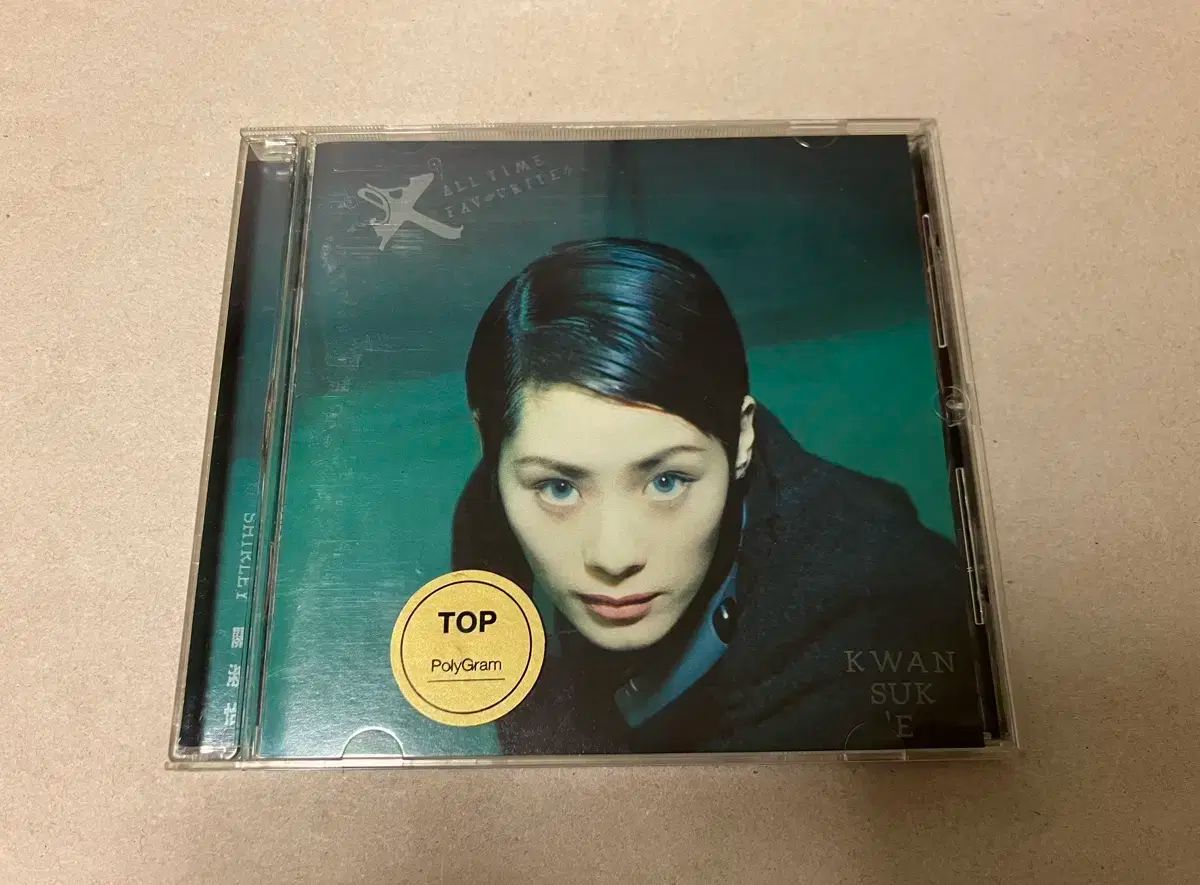 ALL TIME
FAVOURITES
SHIRLEY
TOP
PolyGram
KWAN
SUK
'E